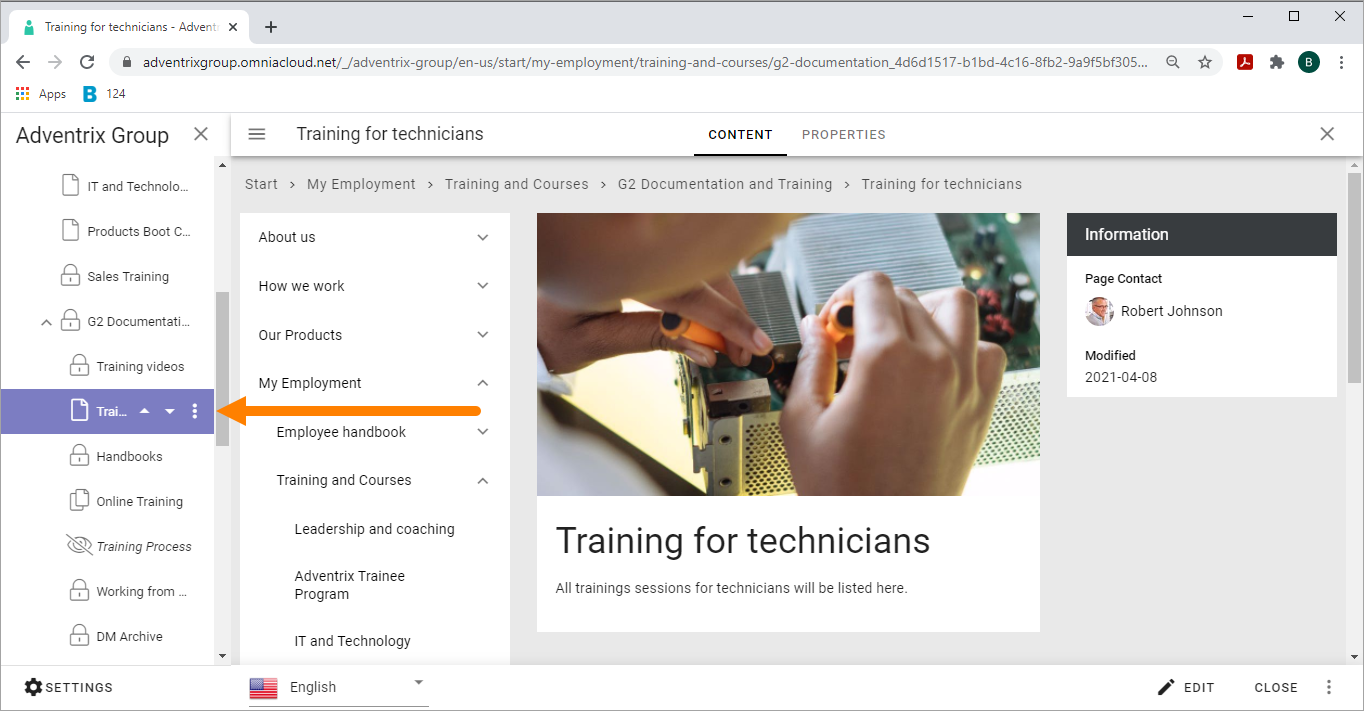 Training for technicians - Advent
adventrixgroup.omniacloud.net/_/adventrix-group/en-us/start/my-employment/training-and-courses/g2-documentation_4d6d1517-b1bd-4c16-8fb2-9a9f5bf305...
B
Apps
B 124
Adventrix Group
Training for technicians
CONTENT
PROPERTIES
IT and Technolo...
Products Boot C...
Sales Training
G2 Documentati...
Training videos
Trai...
Handbooks
Online Training
Training Process
Working from ...
DM Archive
Start > My Employment > Training and Courses > G2 Documentation and Training > Training for technicians
About us
How we work
Our Products
My Employment
Employee handbook
Training and Courses
Leadership and coaching
Adventrix Trainee
Program
IT and Technology
Training for technicians
All trainings sessions for technicians will be listed here.
Information
Page Contact
Robert Johnson
Modified
2021-04-08
SETTINGS
English
EDIT
CLOSE